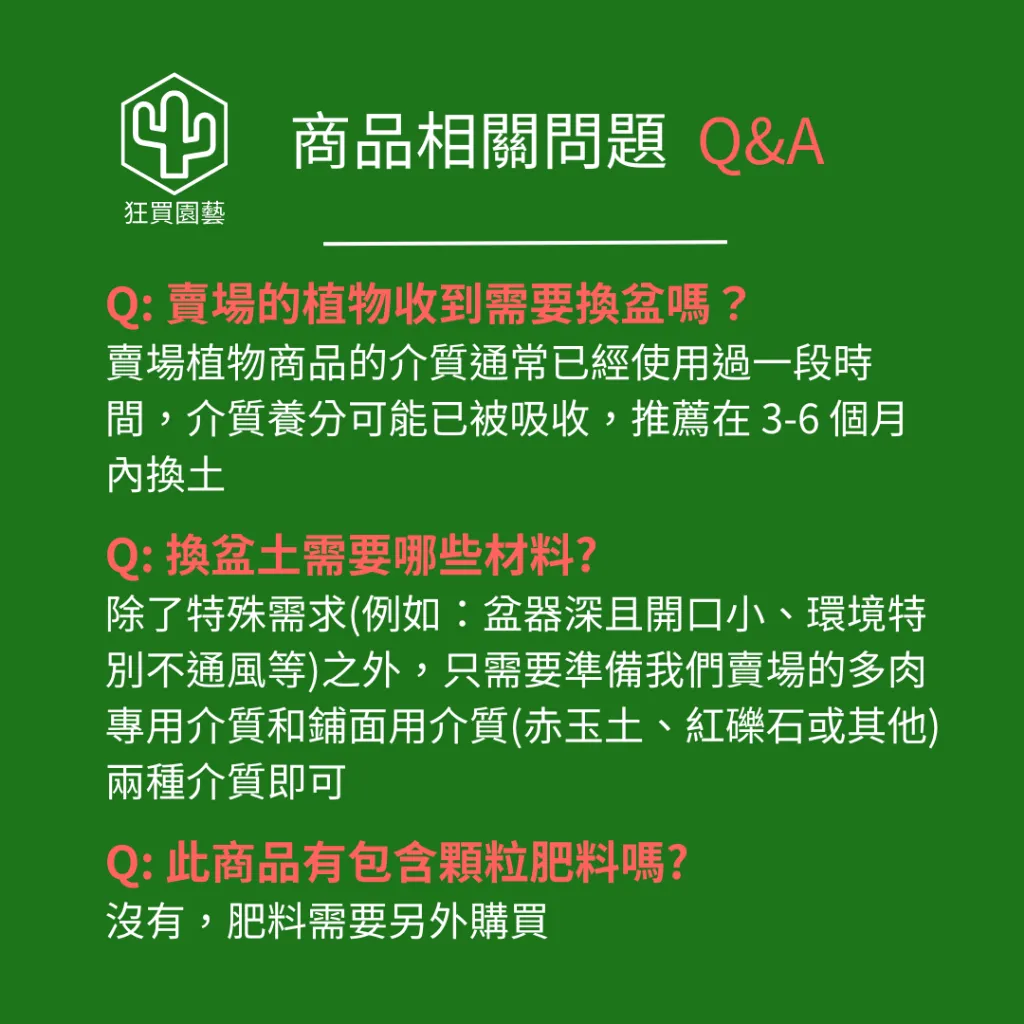 狂買園藝
商品相關問題 Q&A
Q: 賣場的植物收到需要換盆嗎？
賣場植物商品的介質通常已經使用過一段時
間，介質養分可能已被吸收，推薦在 3-6 個月
內換土
Q: 換盆土需要哪些材料?
除了特殊需求(例如：盆器深且開口小、環境特
別不通風等)之外，只需要準備我們賣場的多肉
專用介質和鋪面用介質(赤玉土、紅礫石或其他)
兩種介質即可
Q: 此商品有包含顆粒肥料嗎?
沒有，肥料需要另外購買